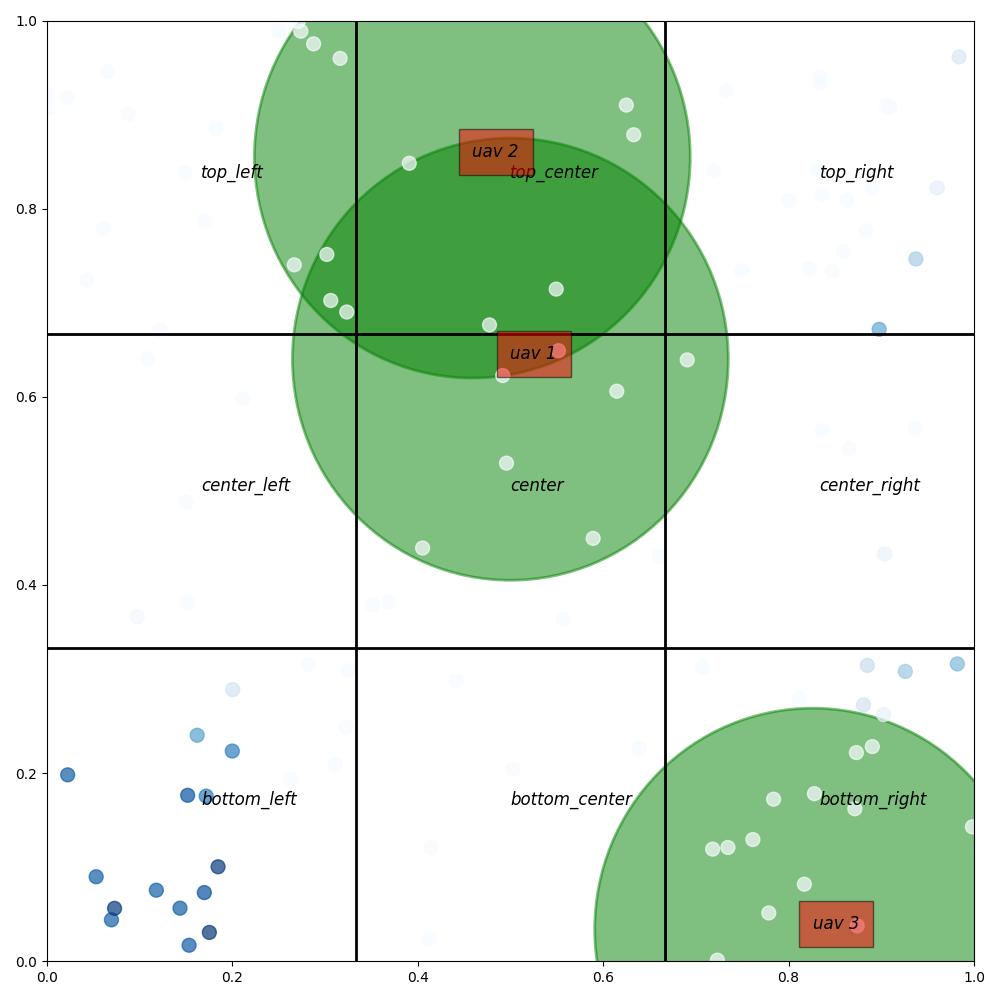 1.0
uav 2
top_left
top_center
top_right
0.8
uav 1
0.6
center_left
center
center_right
0.4
0.2
bottom_left
bottom_center
bottom_right
uav 3
0.0
0.0 0.2 0.4 0.6 0.8 1.0